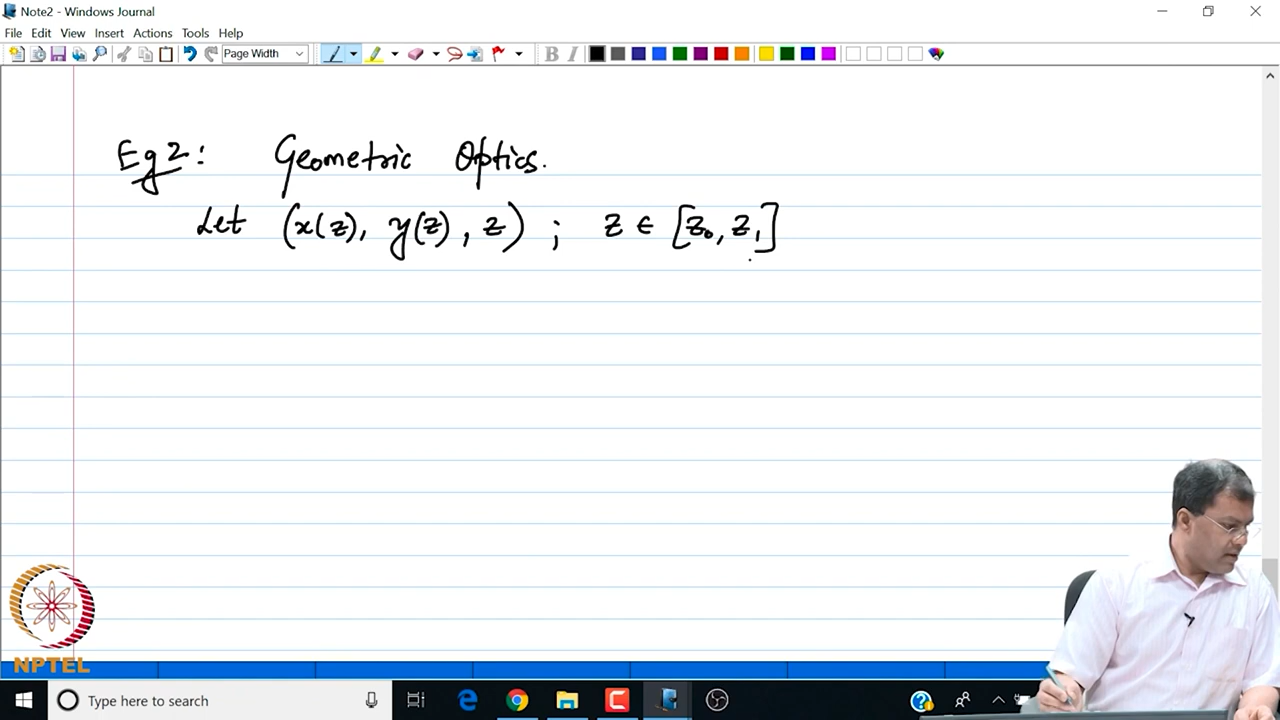 Note2 - Windows Journal
File Edit View Insert Actions Tools Help
Page Width
B I
Eg 2: Geometric Optics.
Let (x(z), y(z), z) ; z ∈ [z₀, z₁]
NPTEL
Type here to search